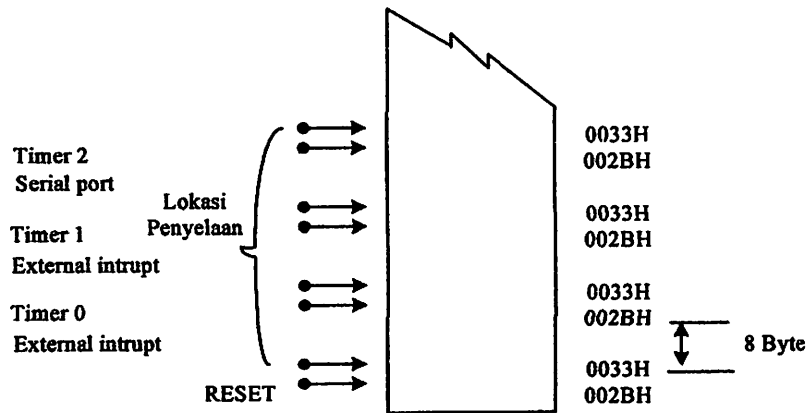 Timer 2
Serial port
Timer 1
External intrupt
Timer 0
External intrupt
RESET
Lokasi
Penyelaan
0033H
002BH
0033H
002BH
0033H
002BH
0033H
002BH
8 Byte